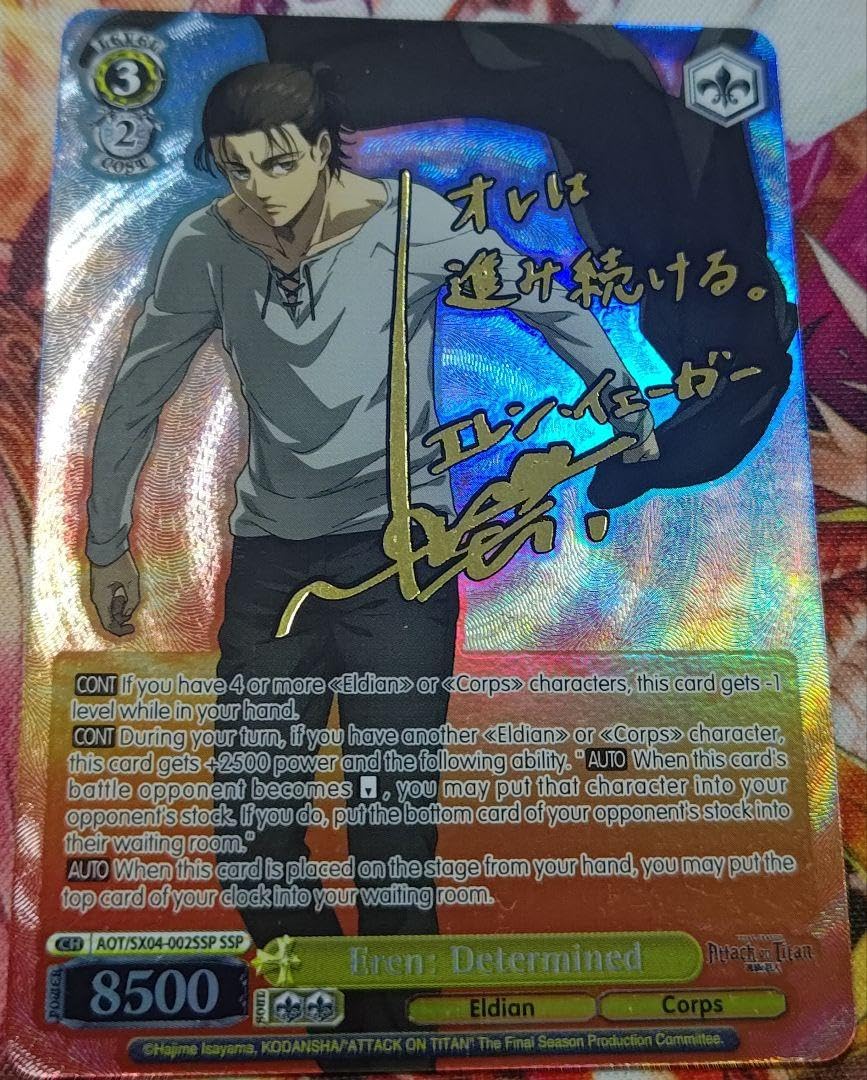 LEVEL
3
2
COST
オレは
進み続ける。
エレン・イェーガー
CONT If you have 4 or more «Eldian» or «Corps» characters, this card gets -1
level while in your hand.
CONT During your turn, if you have another «Eldian» or «Corps» character,
this card gets +2500 power and the following ability. " AUTO When this card's
battle opponent becomes , you may put that character into your
opponent's stock. If you do, put the bottom card of your opponent's stock into
their waiting room."
AUTO When this card is placed on the stage from your hand, you may put the
top card of your clock into your waiting room.
CH AOT/SX04-002SSP SSP
Eren: Determined
Attack on Titan
POWER 8500 SOUL
Eldian Corps
©Hajime Isayama, KODANSHA/"ATTACK ON TITAN" The Final Season Production Committee.